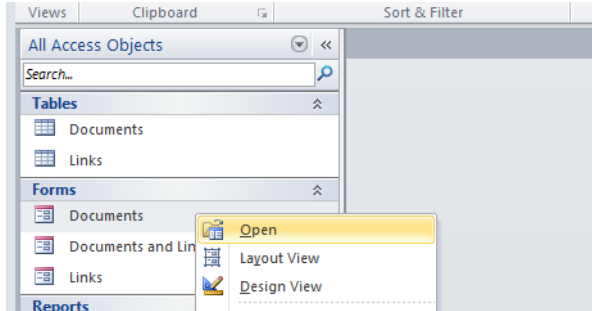 Views Clipboard Sort & Filter
All Access Objects
Search...
Tables
Documents
Links
Forms
Documents
Open
Documents and Lin
Layout View
Links
Design View
Reports